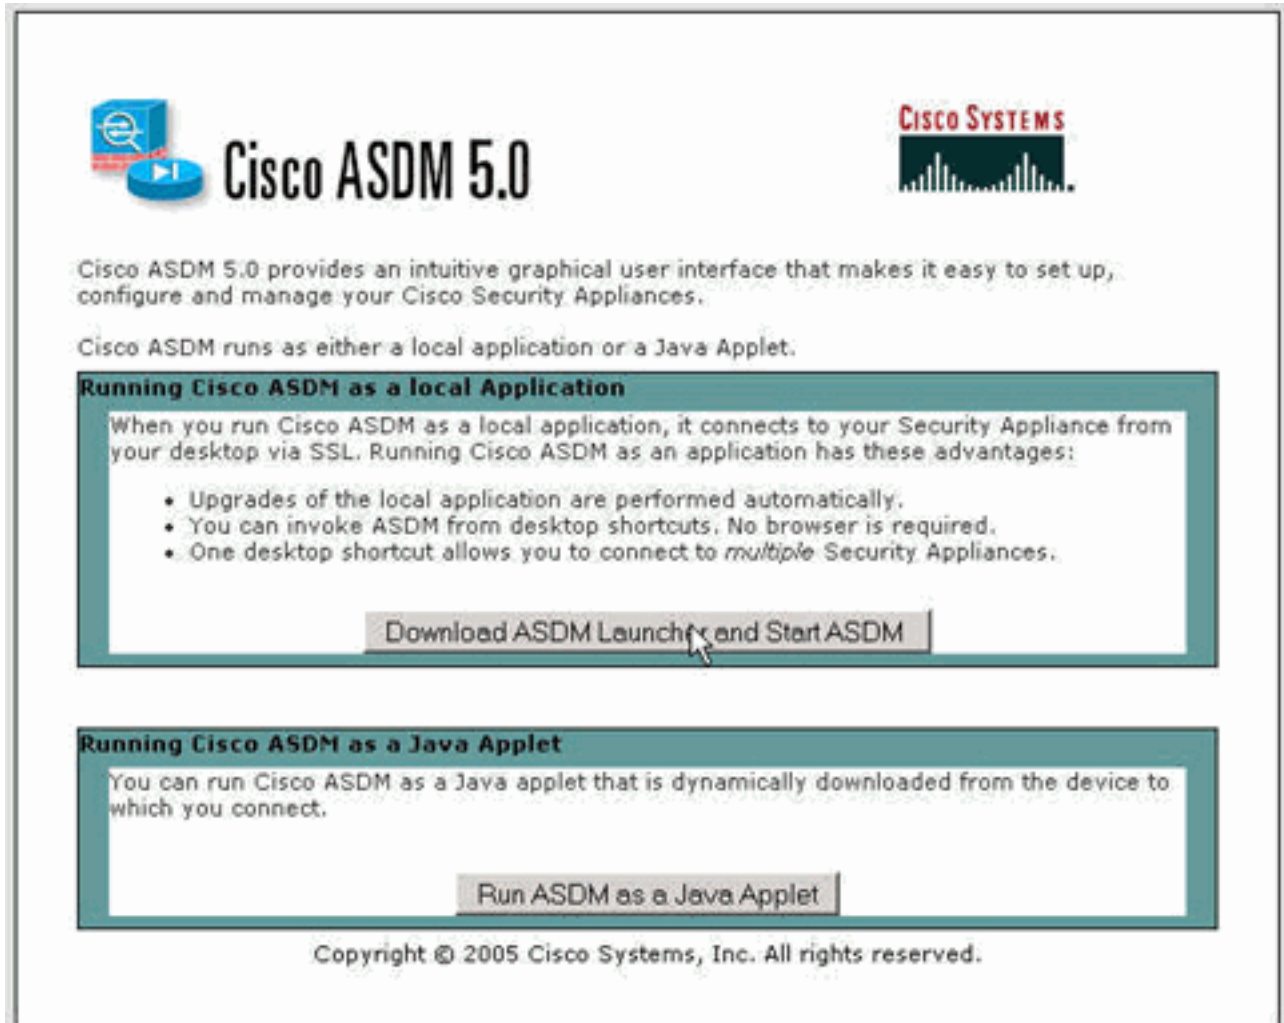 Cisco ASDM 5.0
CISCO SYSTEMS
Cisco ASDM 5.0 provides an intuitive graphical user interface that makes it easy to set up,
configure and manage your Cisco Security Appliances.
Cisco ASDM runs as either a local application or a Java Applet.
Running Cisco ASDM as a local Application
When you run Cisco ASDM as a local application, it connects to your Security Appliance from
your desktop via SSL. Running Cisco ASDM as an application has these advantages:
• Upgrades of the local application are performed automatically.
• You can invoke ASDM from desktop shortcuts. No browser is required.
• One desktop shortcut allows you to connect to multiple Security Appliances.
Download ASDM Launcher and Start ASDM
Running Cisco ASDM as a Java Applet
You can run Cisco ASDM as a Java applet that is dynamically downloaded from the device to
which you connect.
Run ASDM as a Java Applet
Copyright © 2005 Cisco Systems, Inc. All rights reserved.